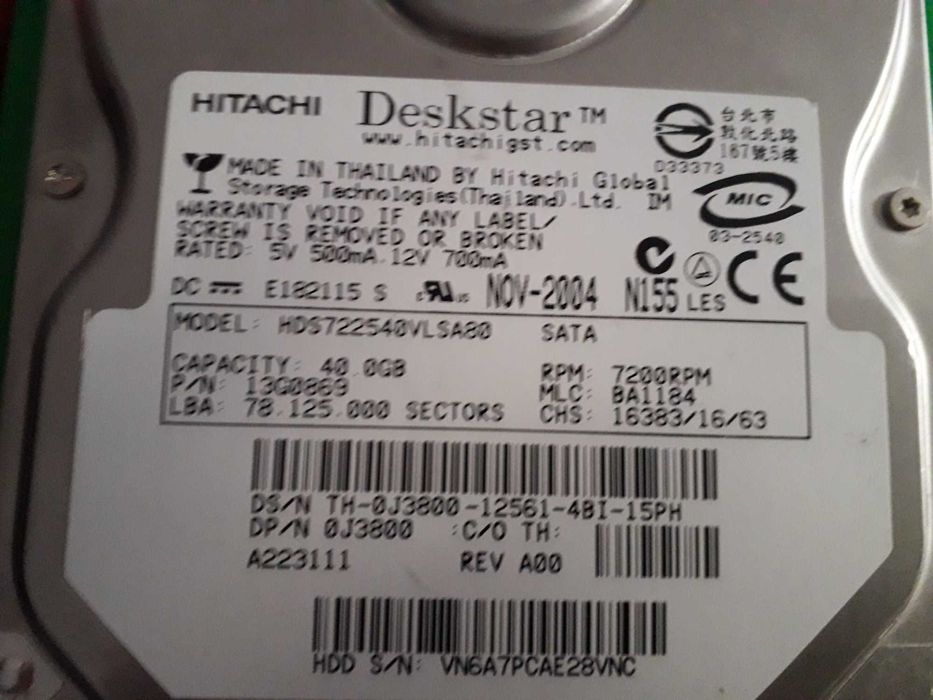 HITACHI Deskstar™
www.hitachigst.com
台北市
敦化北路
167號5樓
D33373
MADE IN THAILAND BY Hitachi Global
Storage Technologies(Thailand).Ltd. IM
MIC
03-2540
WARRANTY VOID IF ANY LABEL/
SCREW IS REMOVED OR BROKEN
RATED: 5V 500mA.12V 700mA
DC E182115 S RU us NOV-2004 N155 LES CE
MODEL: HDS722540VLSA80 SATA
CAPACITY: 40.0GB RPM: 7200RPM
P/N: 13G0869 MLC: BA1184
LBA: 78.125.000 SECTORS CHS: 16383/16/63
DS/N TH-0J3800-12561-4BI-15PH
DP/N 0J3800 :C/O TH:
A223111 REV A00
HDD S/N: VN6A7PCAE28VNC